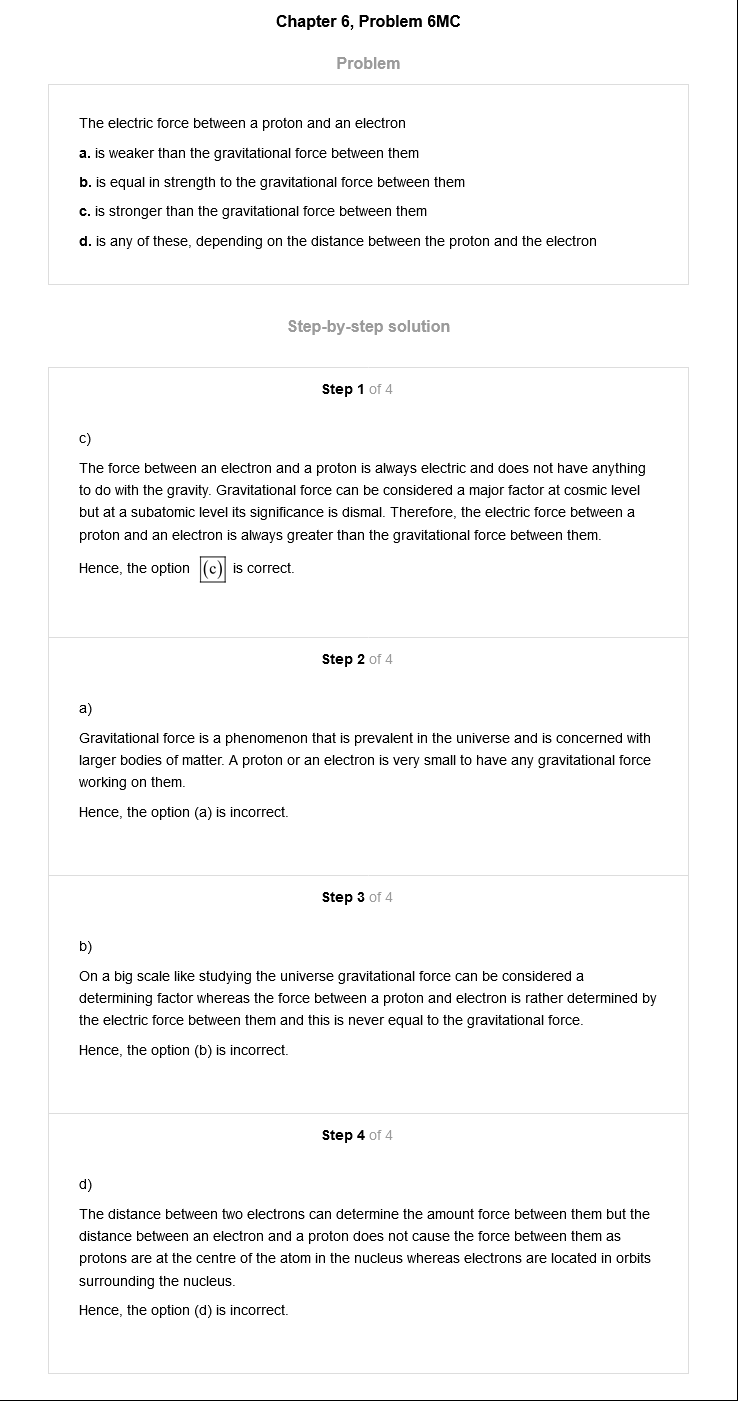 Chapter 6, Problem 6MC
Problem
The electric force between a proton and an electron
a. is weaker than the gravitational force between them
b. is equal in strength to the gravitational force between them
c. is stronger than the gravitational force between them
d. is any of these, depending on the distance between the proton and the electron
Step-by-step solution
Step 1 of 4
c)
The force between an electron and a proton is always electric and does not have anything
to do with the gravity. Gravitational force can be considered a major factor at cosmic level
but at a subatomic level its significance is dismal. Therefore, the electric force between a
proton and an electron is always greater than the gravitational force between them.
Hence, the option (c) is correct.
Step 2 of 4
a)
Gravitational force is a phenomenon that is prevalent in the universe and is concerned with
larger bodies of matter. A proton or an electron is very small to have any gravitational force
working on them.
Hence, the option (a) is incorrect.
Step 3 of 4
b)
On a big scale like studying the universe gravitational force can be considered a
determining factor whereas the force between a proton and electron is rather determined by
the electric force between them and this is never equal to the gravitational force.
Hence, the option (b) is incorrect.
Step 4 of 4
d)
The distance between two electrons can determine the amount force between them but the
distance between an electron and a proton does not cause the force between them as
protons are at the centre of the atom in the nucleus whereas electrons are located in orbits
surrounding the nucleus.
Hence, the option (d) is incorrect.